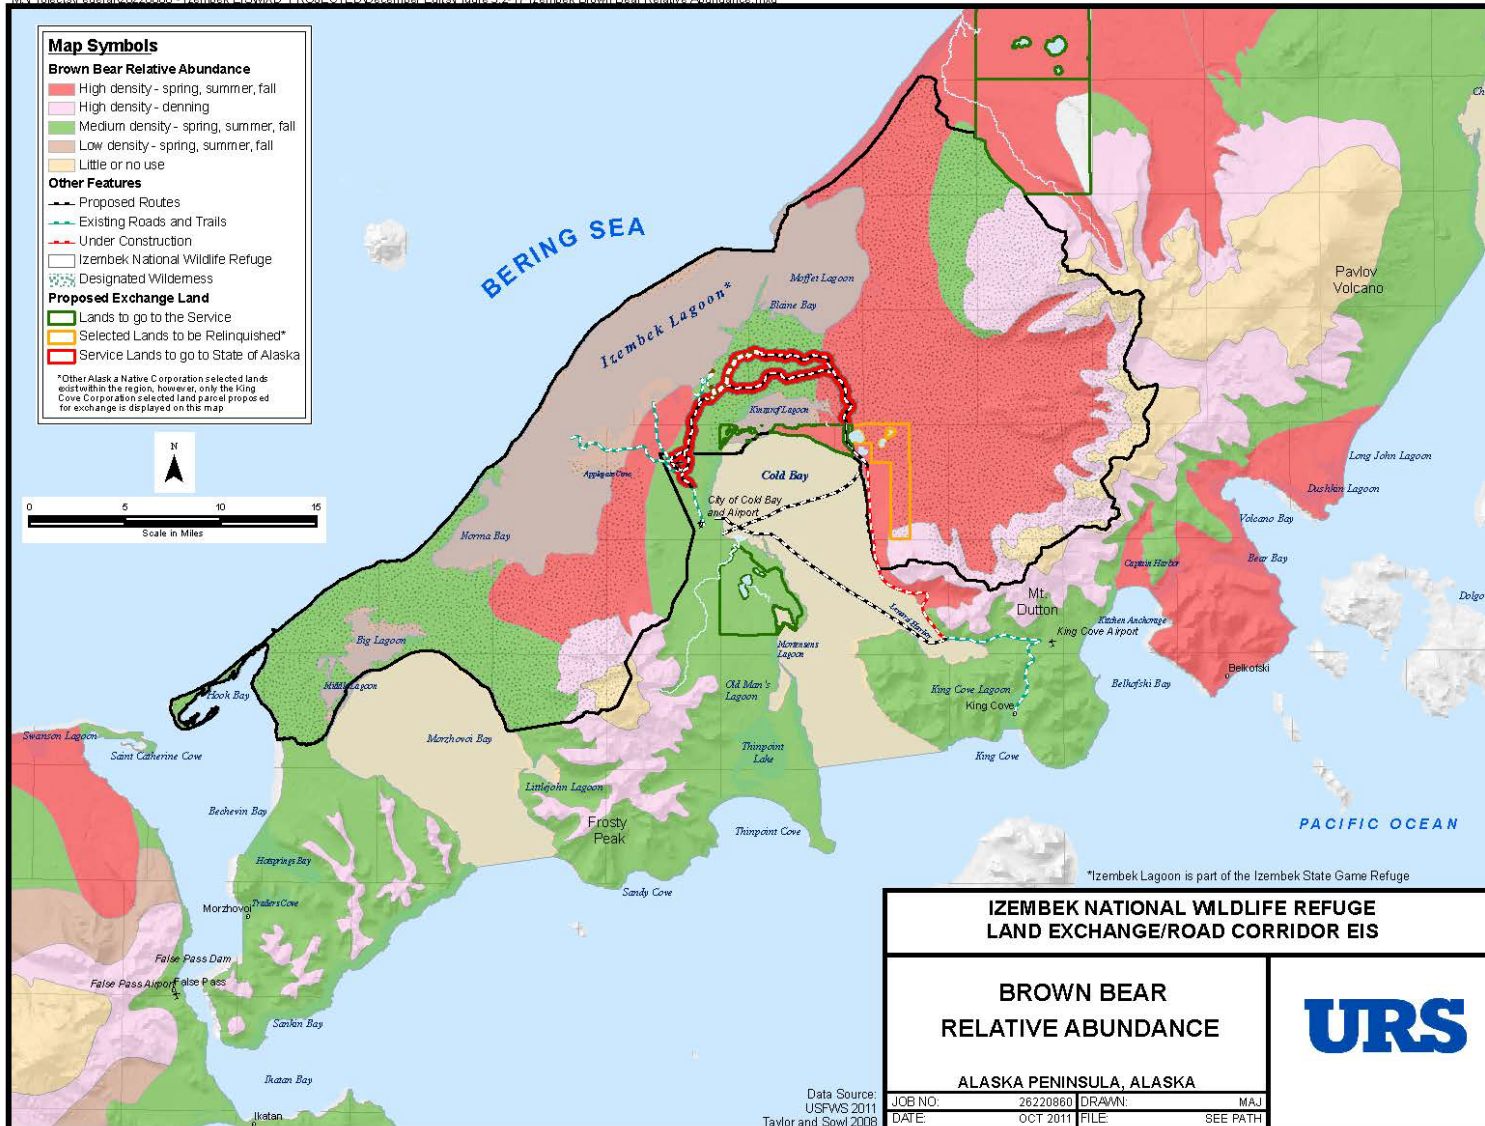 Map Symbols
Brown Bear Relative Abundance
High density - spring, summer, fall
High density - denning
Medium density - spring, summer, fall
Low density - spring, summer, fall
Little or no use
Other Features
Proposed Routes
Existing Roads and Trails
Under Construction
Izembek National Wildlife Refuge
Designated Wilderness
Proposed Exchange Land
Lands to go to the Service
Selected Lands to be Relinquished*
Service Lands to go to State of Alaska
*Other Alaska Native Corporation selected lands
exist within the region, however, only the King
Cove Corporation selected land parcel proposed
for exchange is displayed on this map
N
0 5 10 15
Scale in Miles
BERING SEA
Izembek Lagoon*
Moffet Lagoon
Blaine Bay
Pavlov
Volcano
Kinzarof Lagoon
Applegate Cove
Cold Bay
City of Cold Bay
and Airport
Norma Bay
Long John Lagoon
Dushkin Lagoon
Volcano Bay
Bear Bay
Captain Harbor
Mt.
Dutton
Lenard Harbor
Kitchen Anchorage
King Cove Airport
Dolgo
Belkofski
Belkofski Bay
Big Lagoon
Middle Lagoon
Hook Bay
Mortensens
Lagoon
Old Man's
Lagoon
King Cove Lagoon
King Cove
King Cove
Swanson Lagoon
Saint Catherine Cove
Morzhovoi Bay
Thinpoint
Lake
Littlejohn Lagoon
Bechevin Bay
Frosty
Peak
Thinpoint Cove
PACIFIC OCEAN
Hotsprings Bay
Sandy Cove
Morzhovoi
Traders Cove
False Pass Dam
False Pass Airport
False Pass
Sankin Bay
Ikatan Bay
Ikatan
*Izembek Lagoon is part of the Izembek State Game Refuge
IZEMBEK NATIONAL WILDLIFE REFUGE
LAND EXCHANGE/ROAD CORRIDOR EIS
BROWN BEAR
RELATIVE ABUNDANCE
ALASKA PENINSULA, ALASKA
URS
Data Source:
USFWS 2011
Taylor and Sowl 2008
JOB NO: 26220860 DRAWN: MAJ
DATE: OCT 2011 FILE: SEE PATH